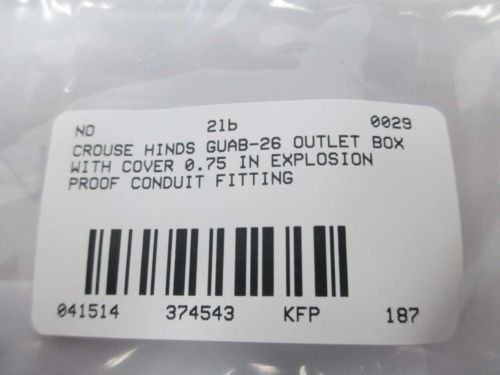 NO 21b 0029
CROUSE HINDS GUAB-26 OUTLET BOX
WITH COVER 0.75 IN EXPLOSION
PROOF CONDUIT FITTING
041514 374543 KFP 187